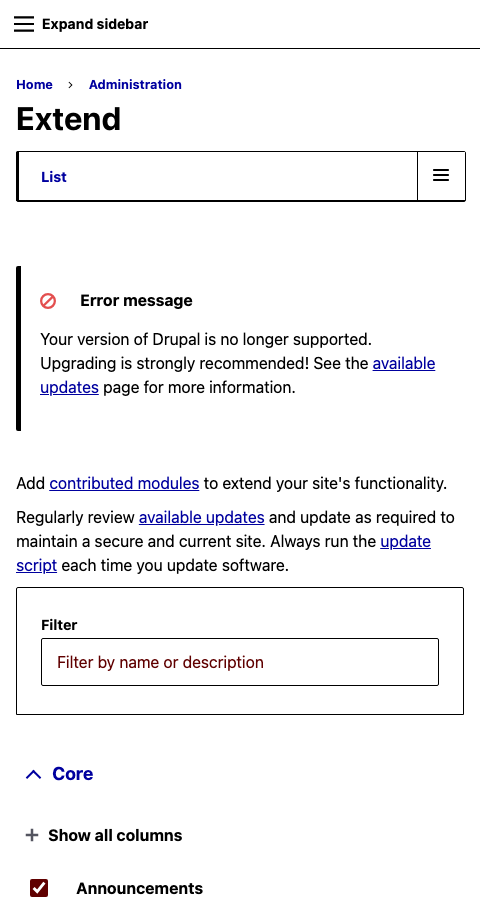 Expand sidebar
Home › Administration
Extend
List
Error message
Your version of Drupal is no longer supported.
Upgrading is strongly recommended! See the available
updates page for more information.
Add contributed modules to extend your site's functionality.
Regularly review available updates and update as required to
maintain a secure and current site. Always run the update
script each time you update software.
Filter
Filter by name or description
Core
Show all columns
Announcements